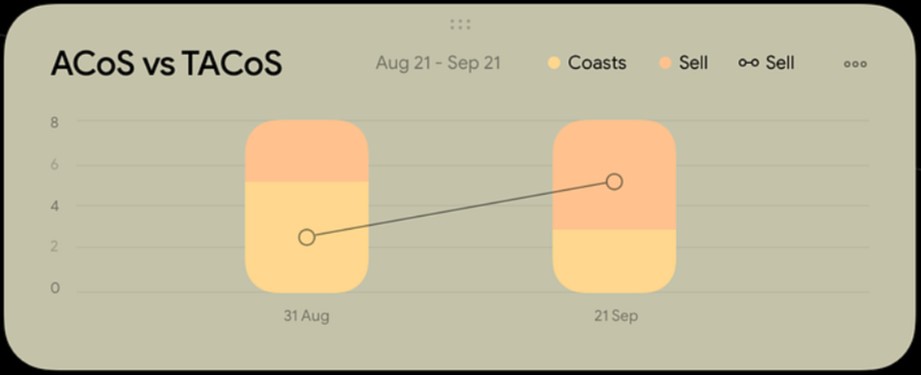 ACoS vs TACoS
Aug 21 - Sep 21
Coasts
Sell
Sell
8
6
4
2
0
31 Aug
21 Sep